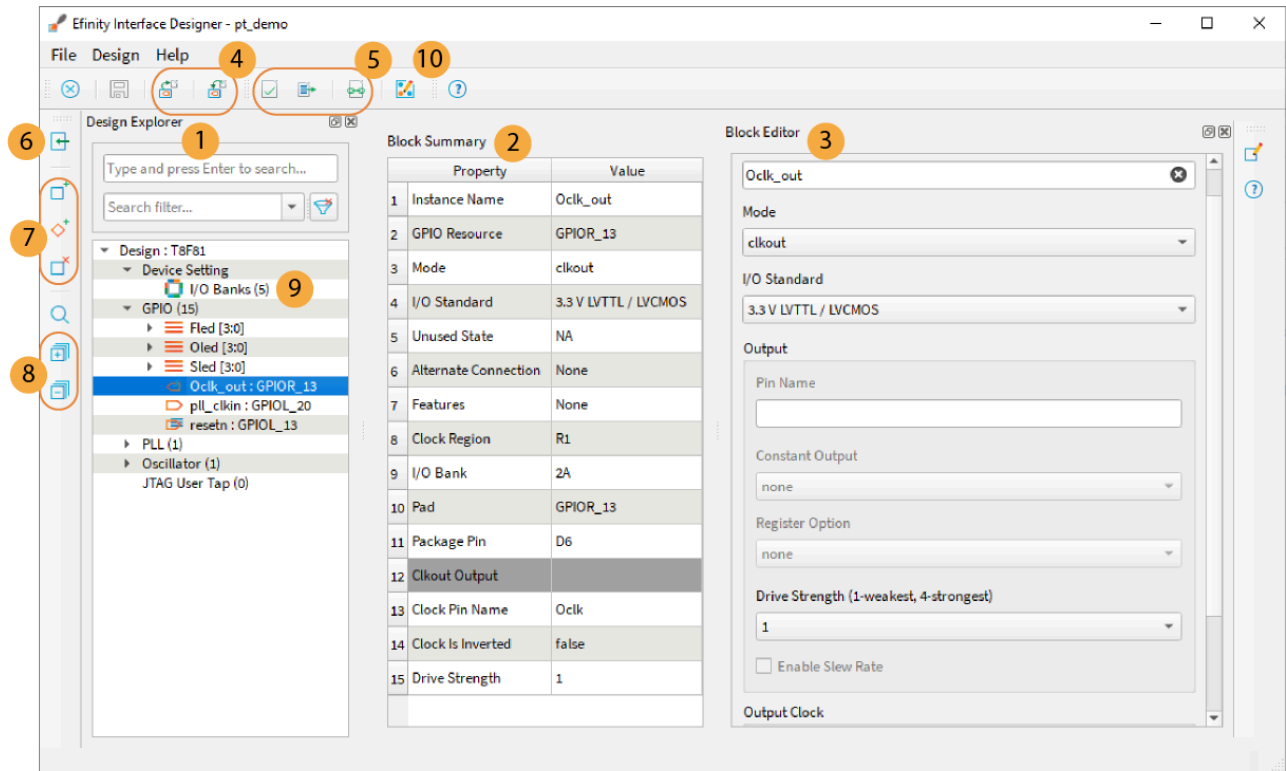 Efinity Interface Designer - pt_demo
File Design Help
4
5
10
6
7
8
Design Explorer
1
Type and press Enter to search...
Search filter...
Design : T8F81
Device Setting
I/O Banks (5)
9
GPIO (15)
Fled [3:0]
Oled [3:0]
Sled [3:0]
Oclk_out : GPIOR_13
pll_clkin : GPIOL_20
resetn : GPIOL_13
PLL (1)
Oscillator (1)
JTAG User Tap (0)
Block Summary
2
Property Value
1 Instance Name Oclk_out
2 GPIO Resource GPIOR_13
3 Mode clkout
4 I/O Standard 3.3 V LVTTL / LVCMOS
5 Unused State NA
6 Alternate Connection None
7 Features None
8 Clock Region R1
9 I/O Bank 2A
10 Pad GPIOR_13
11 Package Pin D6
12 Clkout Output
13 Clock Pin Name Oclk
14 Clock Is Inverted false
15 Drive Strength 1
Block Editor
3
Oclk_out
Mode
clkout
I/O Standard
3.3 V LVTTL / LVCMOS
Output
Pin Name
Constant Output
none
Register Option
none
Drive Strength (1-weakest, 4-strongest)
1
Enable Slew Rate
Output Clock